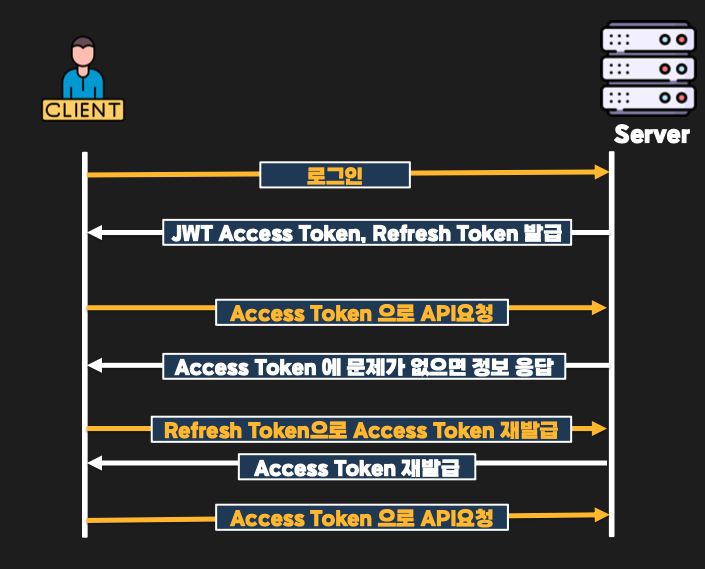 CLIENT
Server
로그인
JWT Access Token, Refresh Token 발급
Access Token 으로 API요청
Access Token 에 문제가 없으면 정보 응답
Refresh Token으로 Access Token 재발급
Access Token 재발급
Access Token 으로 API요청